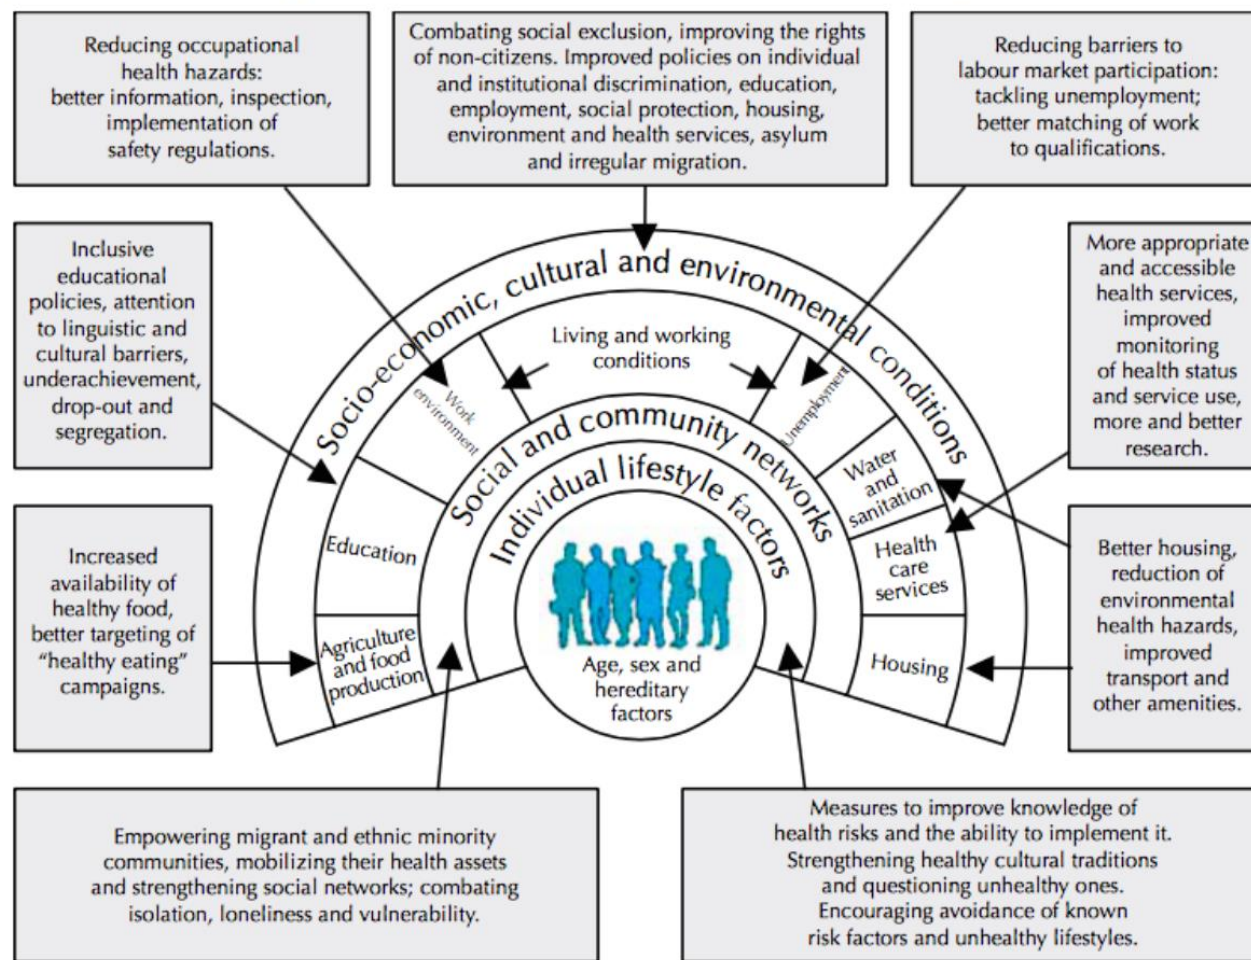 Reducing occupational
health hazards:
better information, inspection,
implementation of
safety regulations.
Combating social exclusion, improving the rights
of non-citizens. Improved policies on individual
and institutional discrimination, education,
employment, social protection, housing,
environment and health services, asylum
and irregular migration.
Reducing barriers to
labour market participation:
tackling unemployment;
better matching of work
to qualifications.
Inclusive
educational
policies, attention
to linguistic and
cultural barriers,
underachievement,
drop-out and
segregation.
More appropriate
and accessible
health services,
improved
monitoring
of health status
and service use,
more and better
research.
Socio-economic, cultural and environmental conditions
Living and working
conditions
Work
environment
Unemployment
Social and community networks
Individual lifestyle factors
Water
and
sanitation
Education
Health
care
services
Agriculture
and food
production
Housing
Age, sex and
hereditary
factors
Increased
availability of
healthy food,
better targeting of
“healthy eating”
campaigns.
Better housing,
reduction of
environmental
health hazards,
improved
transport and
other amenities.
Empowering migrant and ethnic minority
communities, mobilizing their health assets
and strengthening social networks; combating
isolation, loneliness and vulnerability.
Measures to improve knowledge of
health risks and the ability to implement it.
Strengthening healthy cultural traditions
and questioning unhealthy ones.
Encouraging avoidance of known
risk factors and unhealthy lifestyles.